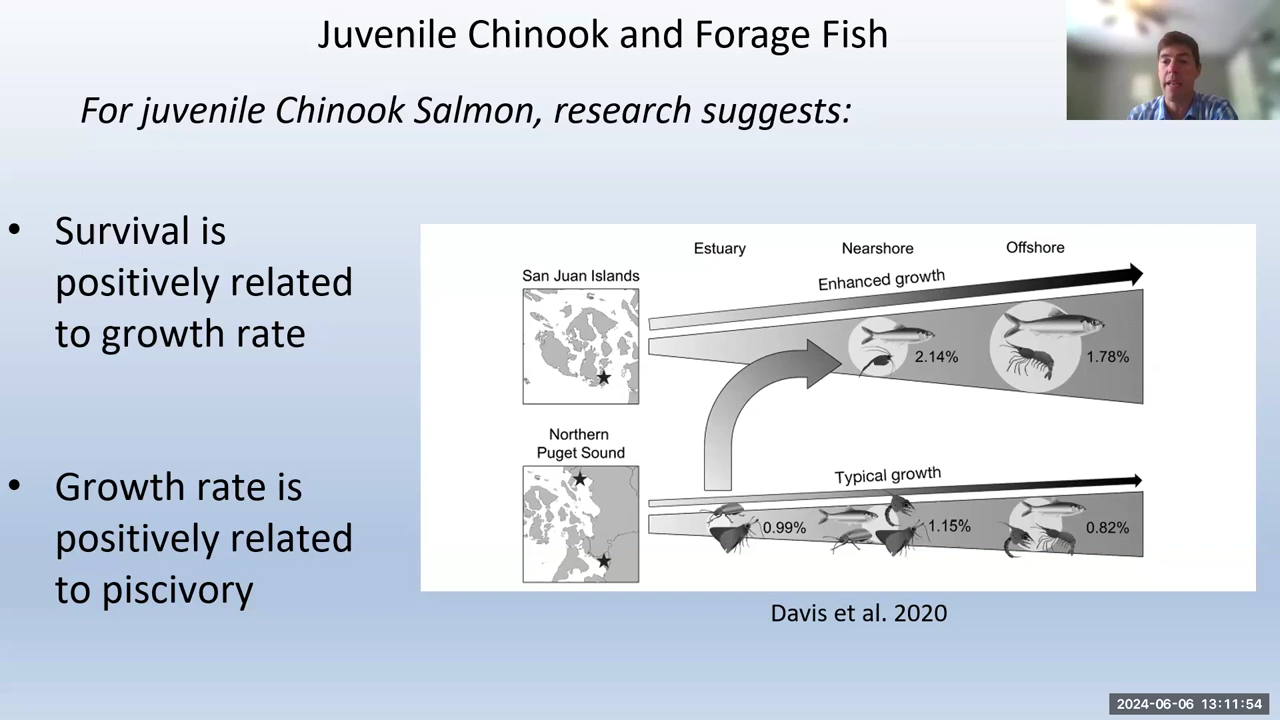 Juvenile Chinook and Forage Fish
For juvenile Chinook Salmon, research suggests:
• Survival is
positively related
to growth rate
• Growth rate is
positively related
to piscivory
Estuary
Nearshore
Offshore
San Juan Islands
Enhanced growth
2.14%
1.78%
Northern
Puget Sound
Typical growth
0.99%
1.15%
0.82%
Davis et al. 2020
2024-06-06 13:11:54